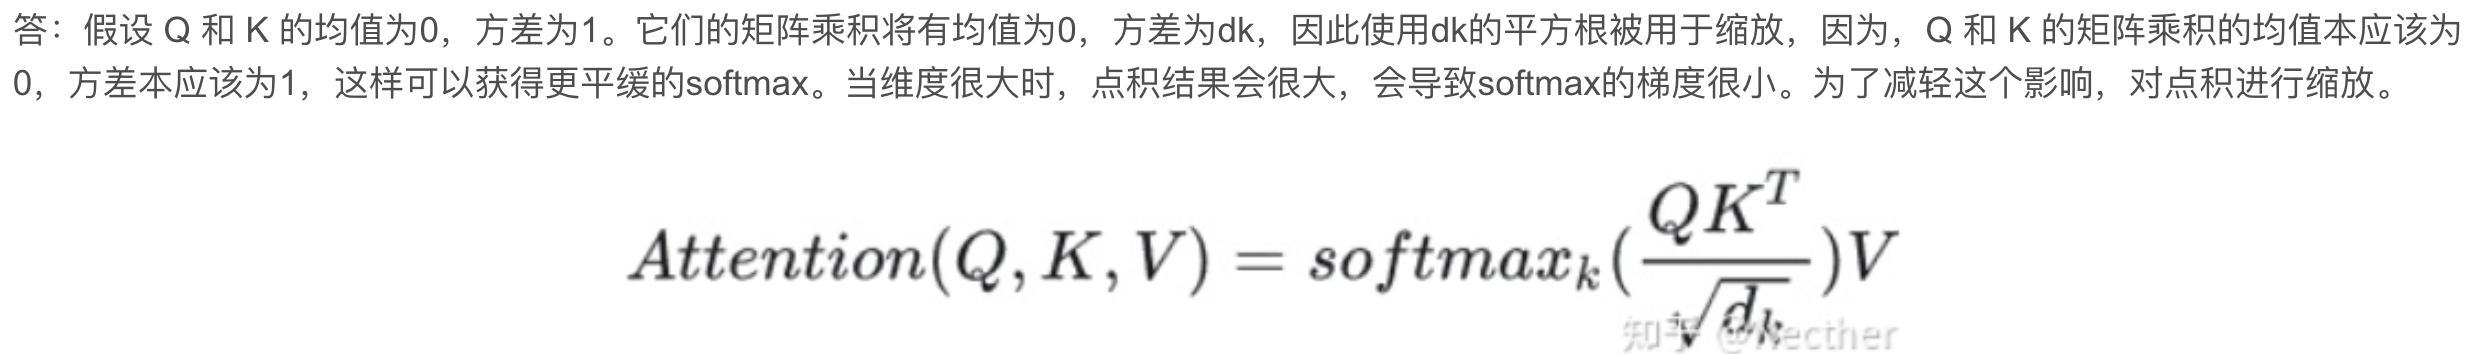 答：假设 Q 和 K 的均值为0，方差为1。它们的矩阵乘积将有均值为0，方差为dk，因此使用dk的平方根被用于缩放，因为，Q 和 K 的矩阵乘积的均值本应该为
0，方差本应该为1，这样可以获得更平缓的softmax。当维度很大时，点积结果会很大，会导致softmax的梯度很小。为了减轻这个影响，对点积进行缩放。
Attention(Q, K, V) = softmax_k(\frac{QK^T}{\sqrt{d_k}})V
知乎 @Necther